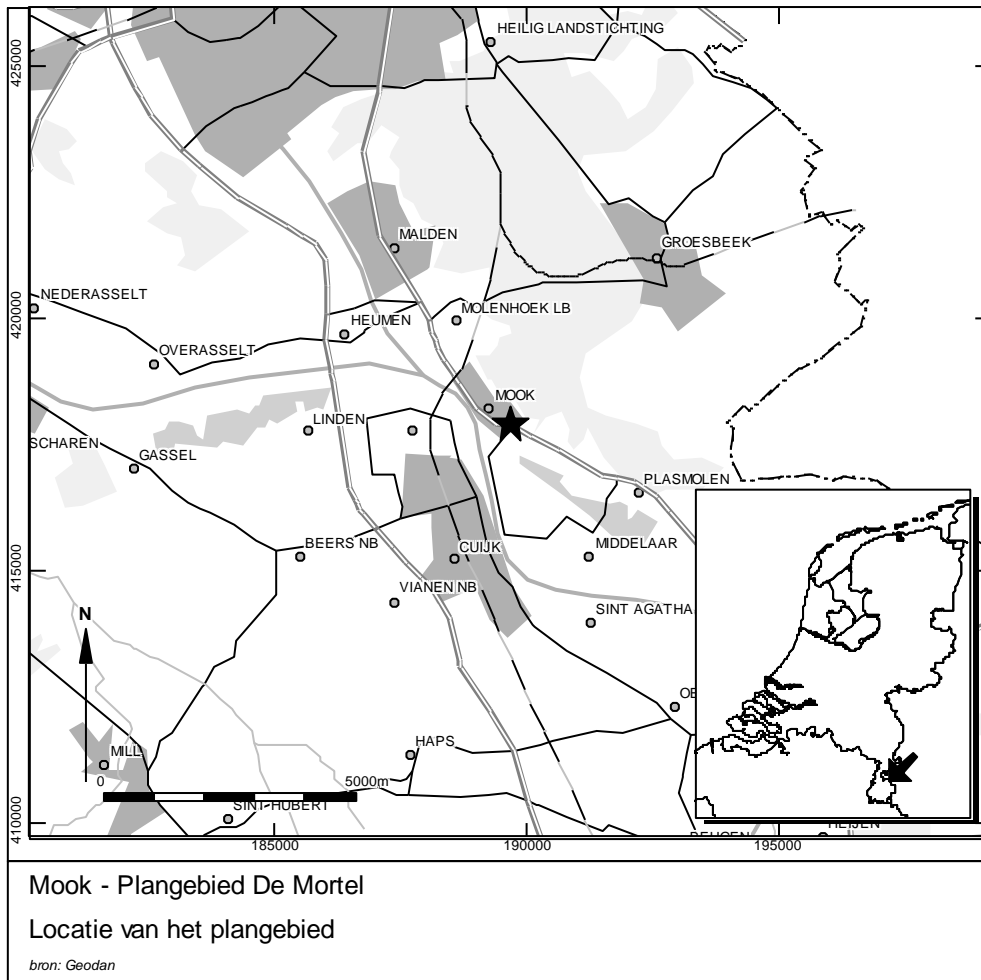 HEILIG LANDSTICHTING
425000
MALDEN
GROESBEEK
NEDERASSELT
MOLENHOEK LB
420000
HEUMEN
OVERASSELT
MOOK
LINDEN
SCHAREN
GASSEL
PLASMOLEN
BEERS NB
CUIJK
MIDDELAAR
415000
VIANEN NB
SINT AGATHA
N
OE
HAPS
MILL
0
5000m
SINT HUBERT
410000
HEIJEN
185000
190000
195000
Mook - Plangebied De Mortel
Locatie van het plangebied
bron: Geodan